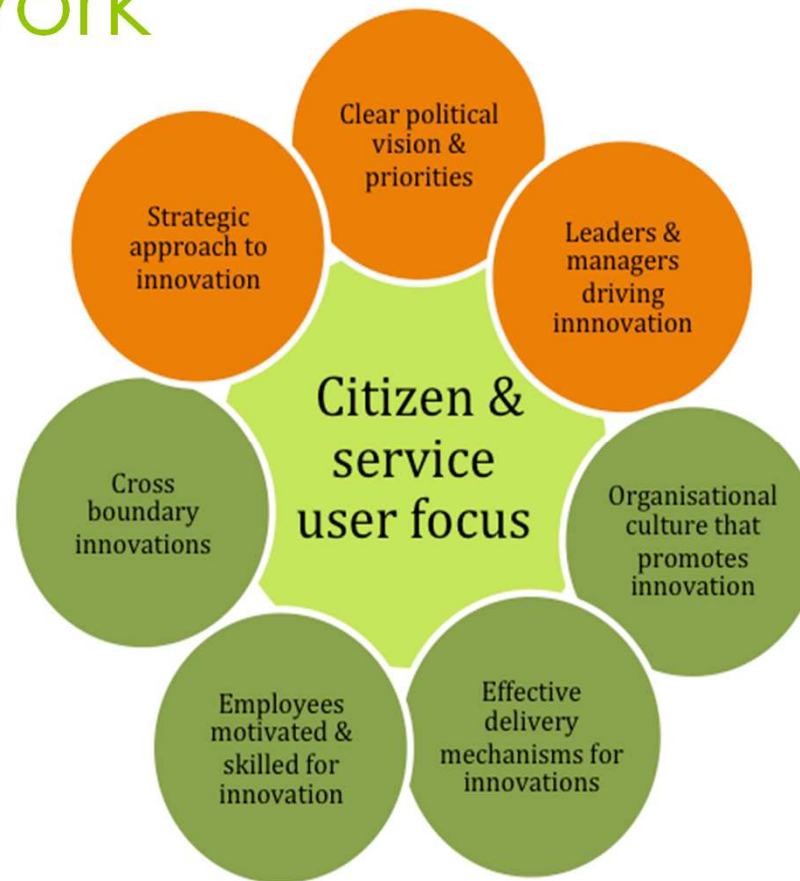 Clear political
vision &
priorities
Leaders &
managers
driving
innnovation
Organisational
culture that
promotes
innovation
Effective
delivery
mechanisms for
innovations
Employees
motivated &
skilled for
innovation
Cross
boundary
innovations
Strategic
approach to
innovation
Citizen &
service
user focus